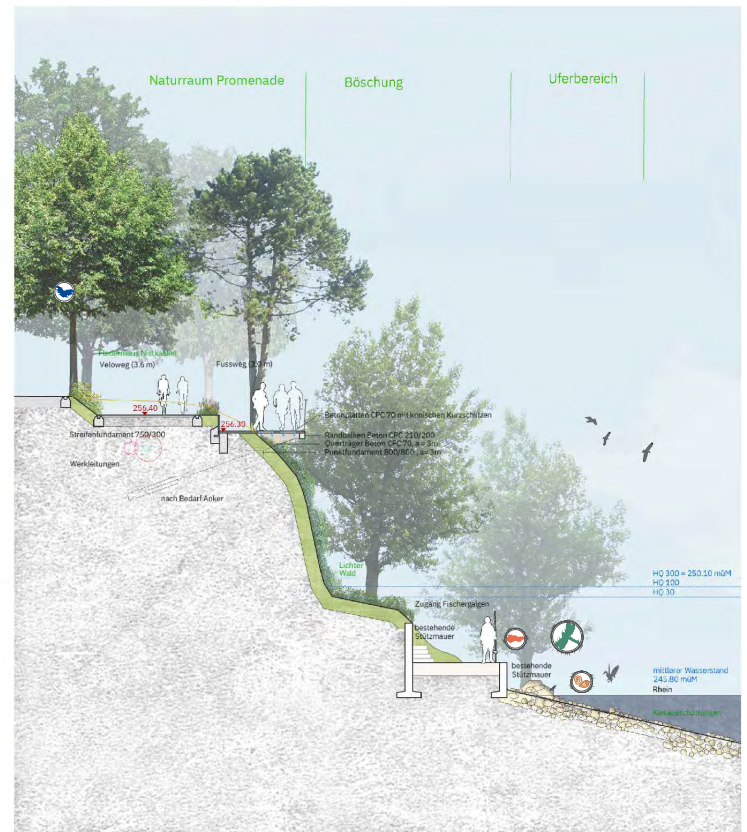 Naturraum Promenade
Böschung
Uferbereich
Fledermaus Nistkasten
Veloweg (3.6 m)
Fussweg (3.0 m)
256.40
256.30
Betonplatten CPC 70 mit konischen Kurzschlitzen
Streifenfundament 750/300
Randbalken Beton CPC 210/200
Querträger Beton CPC 70, a = 3m
Punktfundament 800/800 , a= 3m
Werkleitungen
nach Bedarf Anker
Lichter
Wald
HQ 300 = 250.10 müM
HQ 100
HQ 30
Zugang Fischergalgen
bestehende
Stützmauer
bestehende
Stützmauer
mittlerer Wasserstand
245.80 müM
Rhein
Kiesausschüttungen